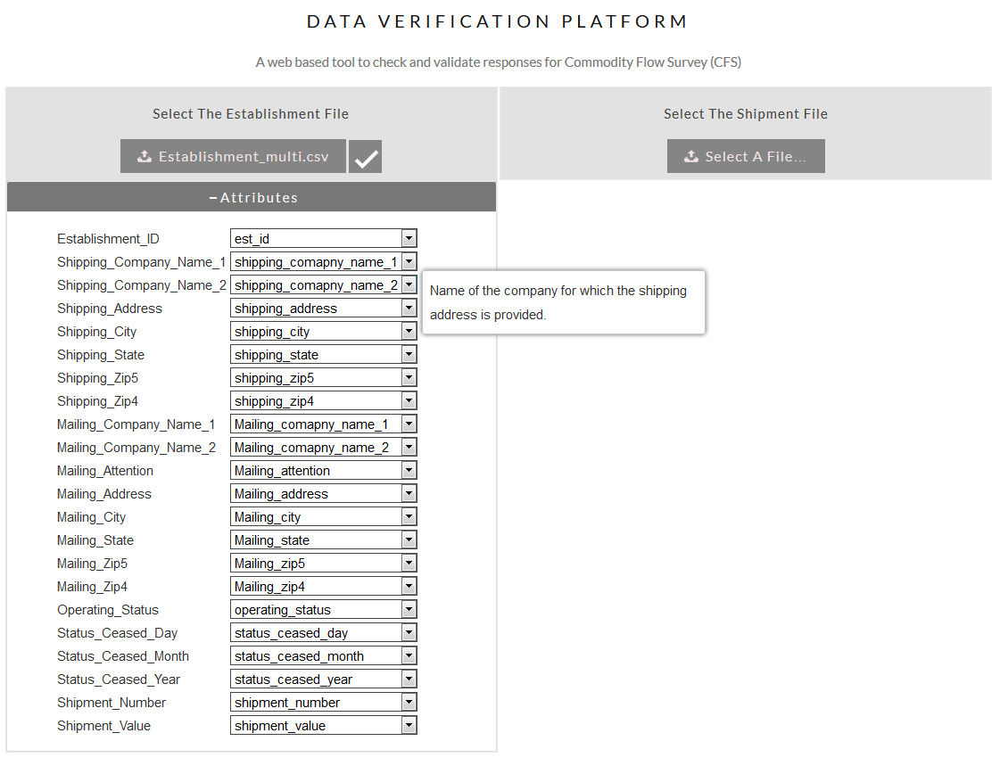 DATA VERIFICATION PLATFORM
A web based tool to check and validate responses for Commodity Flow Survey (CFS)
Select The Establishment File
Establishment_multi.csv
Select The Shipment File
Select A File...
−Attributes
Establishment_ID est_id
Shipping_Company_Name_1 shipping_comapny_name_1
Shipping_Company_Name_2 shipping_comapny_name_2
Name of the company for which the shipping
address is provided.
Shipping_Address shipping_address
Shipping_City shipping_city
Shipping_State shipping_state
Shipping_Zip5 shipping_zip5
Shipping_Zip4 shipping_zip4
Mailing_Company_Name_1 Mailing_comapny_name_1
Mailing_Company_Name_2 Mailing_comapny_name_2
Mailing_Attention Mailing_attention
Mailing_Address Mailing_address
Mailing_City Mailing_city
Mailing_State Mailing_state
Mailing_Zip5 Mailing_zip5
Mailing_Zip4 Mailing_zip4
Operating_Status operating_status
Status_Ceased_Day status_ceased_day
Status_Ceased_Month status_ceased_month
Status_Ceased_Year status_ceased_year
Shipment_Number shipment_number
Shipment_Value shipment_value